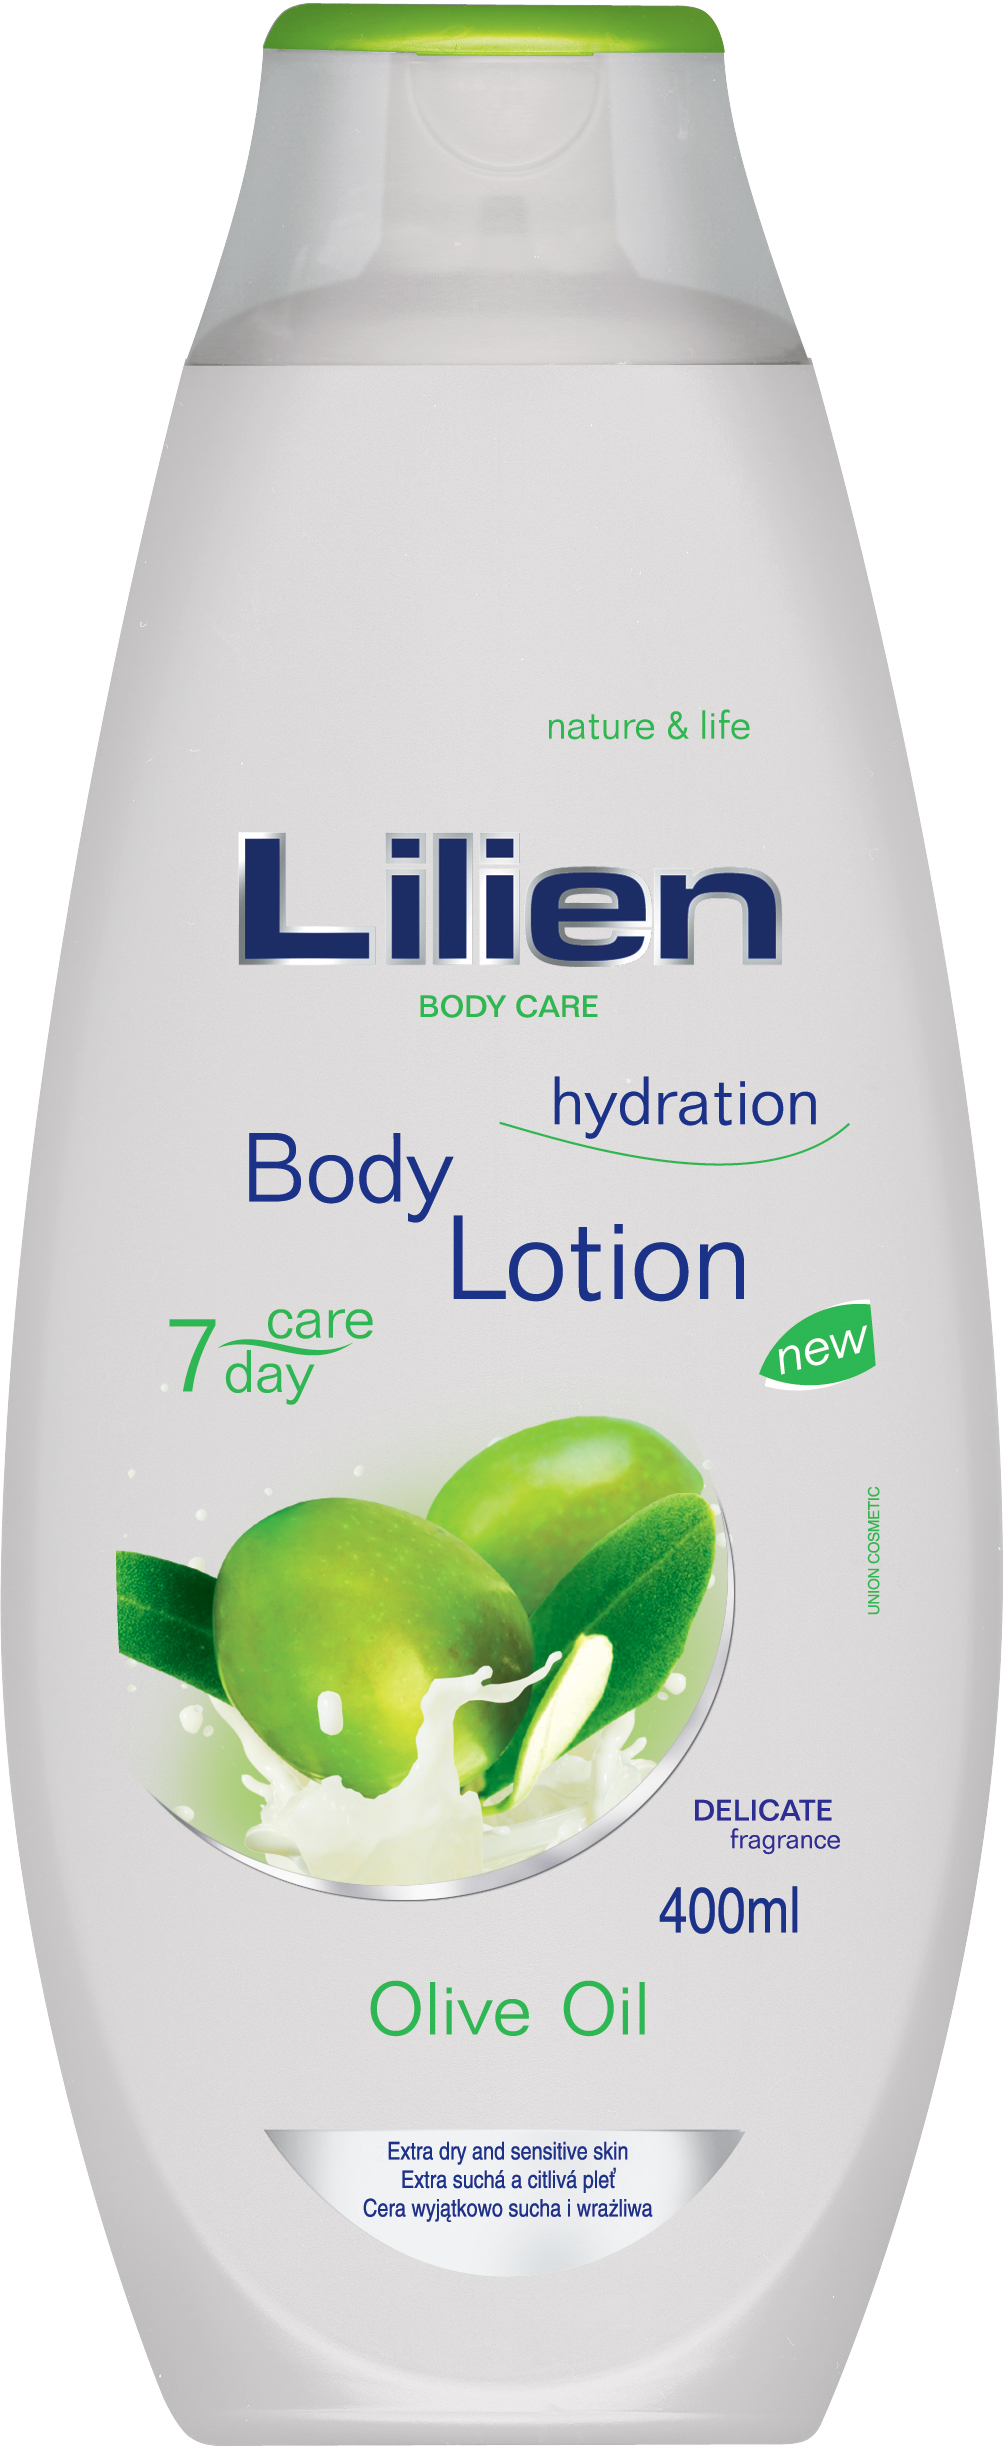 nature & life
Lilien
BODY CARE
hydration
Body
Lotion
care
7 day
new
UNION COSMETIC
DELICATE
fragrance
400ml
Olive Oil
Extra dry and sensitive skin
Extra suchá a citlivá pleť
Cera wyjątkowo sucha i wrażliwa